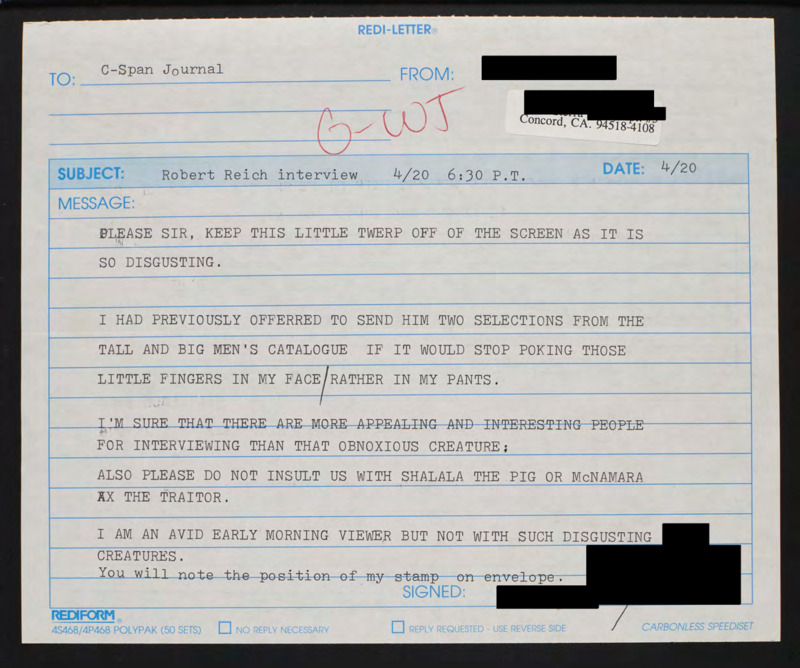 REDI-LETTER®
TO: C-Span Journal FROM:
G-WJ
Concord, CA. 94518-4108
SUBJECT: Robert Reich interview 4/20 6:30 P.T. DATE: 4/20
MESSAGE:
PLEASE SIR, KEEP THIS LITTLE TWERP OFF OF THE SCREEN AS IT IS
SO DISGUSTING.
I HAD PREVIOUSLY OFFERRED TO SEND HIM TWO SELECTIONS FROM THE
TALL AND BIG MEN'S CATALOGUE IF IT WOULD STOP POKING THOSE
LITTLE FINGERS IN MY FACE/RATHER IN MY PANTS.
I'M SURE THAT THERE ARE MORE APPEALING AND INTERESTING PEOPLE
FOR INTERVIEWING THAN THAT OBNOXIOUS CREATURE;
ALSO PLEASE DO NOT INSULT US WITH SHALALA THE PIG OR McNAMARA
AX THE TRAITOR.
I AM AN AVID EARLY MORNING VIEWER BUT NOT WITH SUCH DISGUSTING
CREATURES.
You will note the position of my stamp on envelope.
SIGNED:
REDIFORM®
4S468/4P468 POLYPAK (50 SETS) NO REPLY NECESSARY REPLY REQUESTED - USE REVERSE SIDE CARBONLESS SPEEDISET